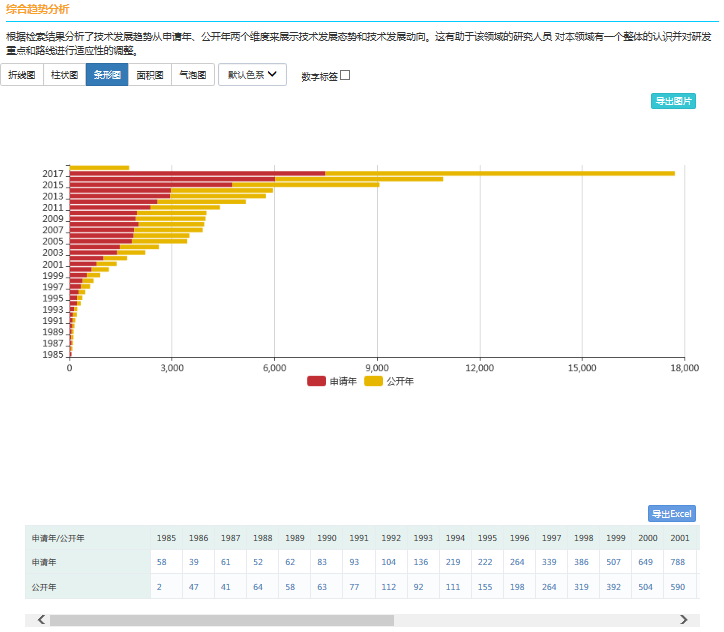 综合趋势分析
根据检索结果分析了技术发展趋势从申请年、公开年两个维度来展示技术发展态势和技术发展动向。这有助于该领域的研究人员 对本领域有一个整体的认识并对研发
重点和路线进行适应性的调整。
折线图 柱状图 条形图 面积图 气泡图 默认色系 数字标签
导出图片
2017
2015
2013
2011
2009
2007
2005
2003
2001
1999
1997
1995
1993
1991
1989
1987
1985
0 3,000 6,000 9,000 12,000 15,000 18,000
申请年 公开年
导出Excel
申请年/公开年 1985 1986 1987 1988 1989 1990 1991 1992 1993 1994 1995 1996 1997 1998 1999 2000 2001
申请年 58 39 61 52 62 83 93 104 136 219 222 264 339 386 507 649 788
公开年 2 47 41 64 58 63 77 112 92 111 155 198 264 319 392 504 590